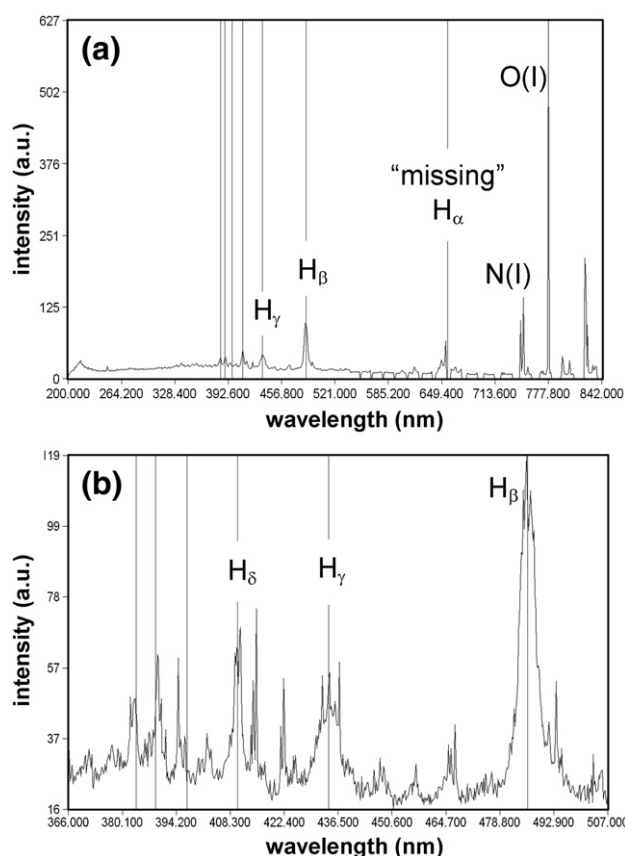 627
(a)
O(I)
502
376
"missing"
Hα
intensity (a.u.)
251
N(I)
Hβ
125
Hγ
0
200.000 264.200 328.400 392.600 456.800 521.000 585.200 649.400 713.600 777.800 842.000
wavelength (nm)
119
(b)
Hβ
99
Hδ
Hγ
78
intensity (a.u.)
57
37
16
366.000 380.100 394.200 408.300 422.400 436.500 450.600 464.700 478.800 492.900 507.000
wavelength (nm)